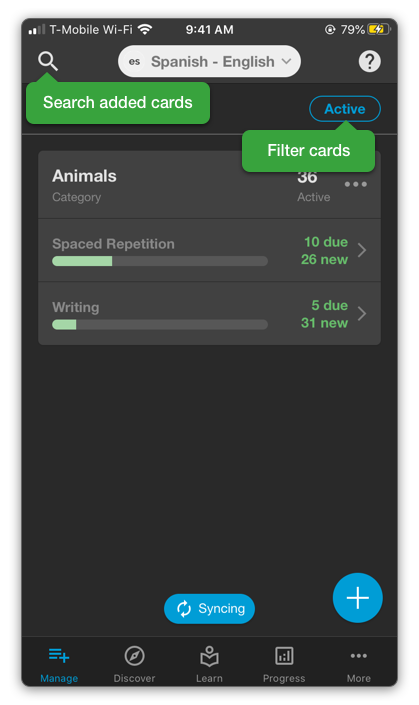 T-Mobile Wi-Fi 9:41 AM 79%
es Spanish - English ?
Search added cards
Active
Filter cards
Animals 36
Category Active
Spaced Repetition 10 due
26 new
Writing 5 due
31 new
Syncing
Manage Discover Learn Progress More